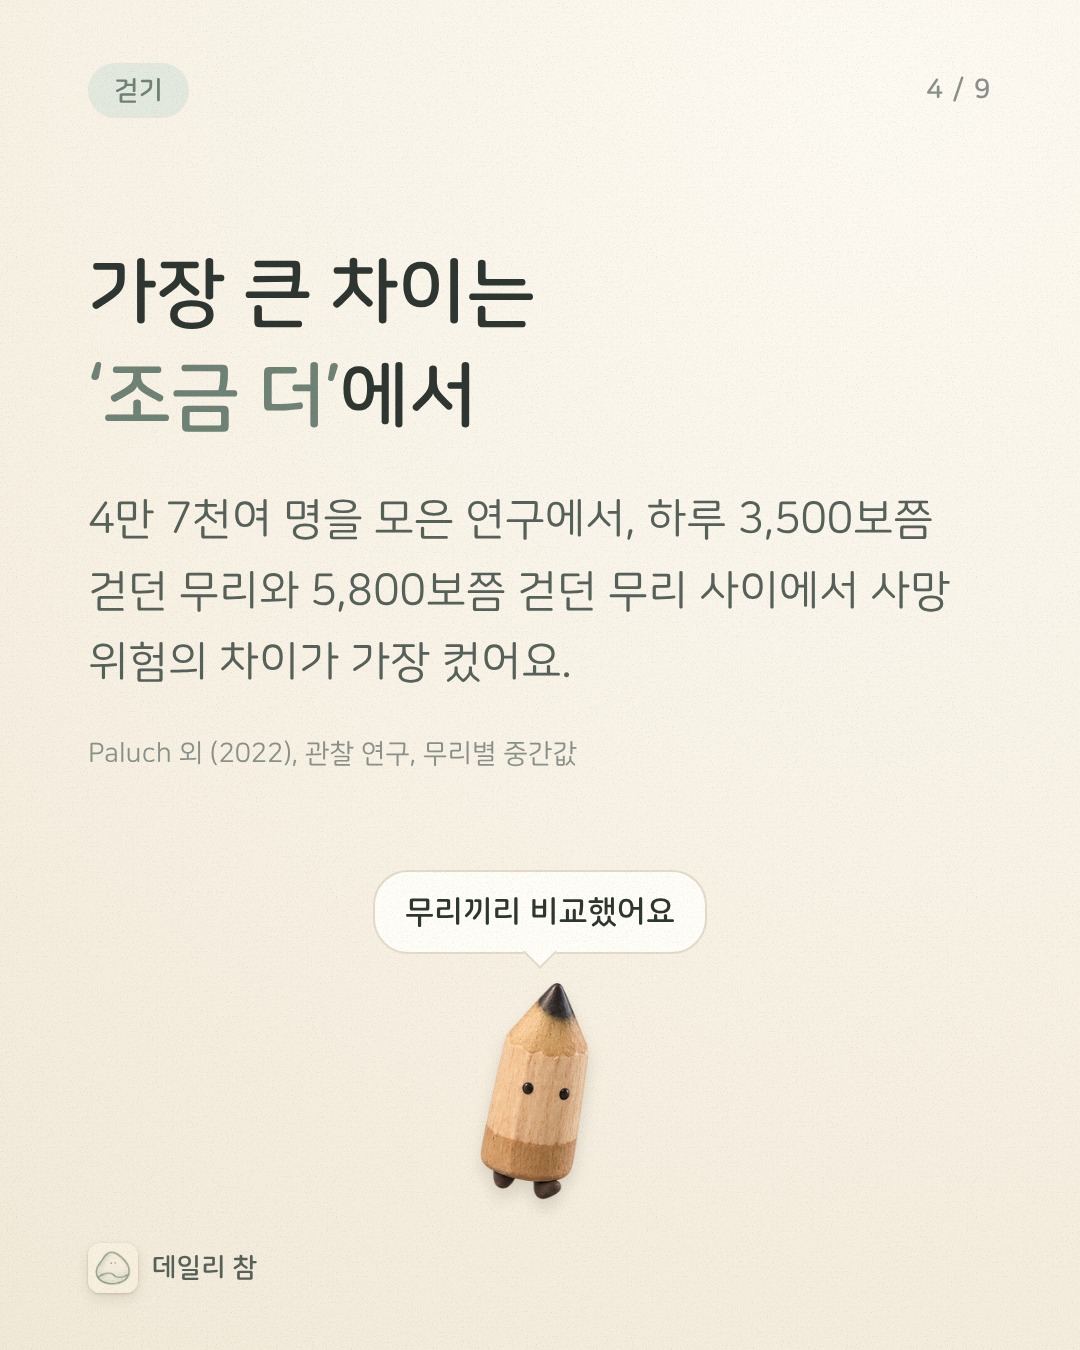 걷기
4 / 9
가장 큰 차이는
‘조금 더’에서
4만 7천여 명을 모은 연구에서, 하루 3,500보쯤
걷던 무리와 5,800보쯤 걷던 무리 사이에서 사망
위험의 차이가 가장 컸어요.
Paluch 외 (2022), 관찰 연구, 무리별 중간값
무리끼리 비교했어요
데일리 참